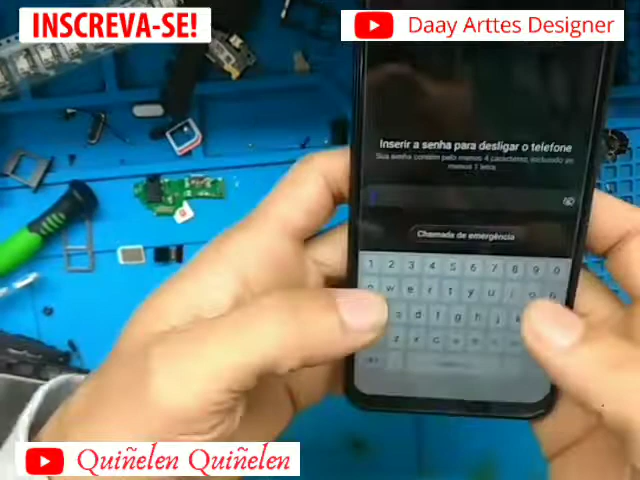 INSCREVA-SE!
Daay Arttes Designer
Inserir a senha para desligar o telefone
Sua senha contém pelo menos 4 caracteres, incluindo pelo
menos 1 letra
Chamada de emergência
1 2 3 4 5 6 7 8 9 0
w e r t y u i
s d f g h j
z x c
Quiñelen Quiñelen